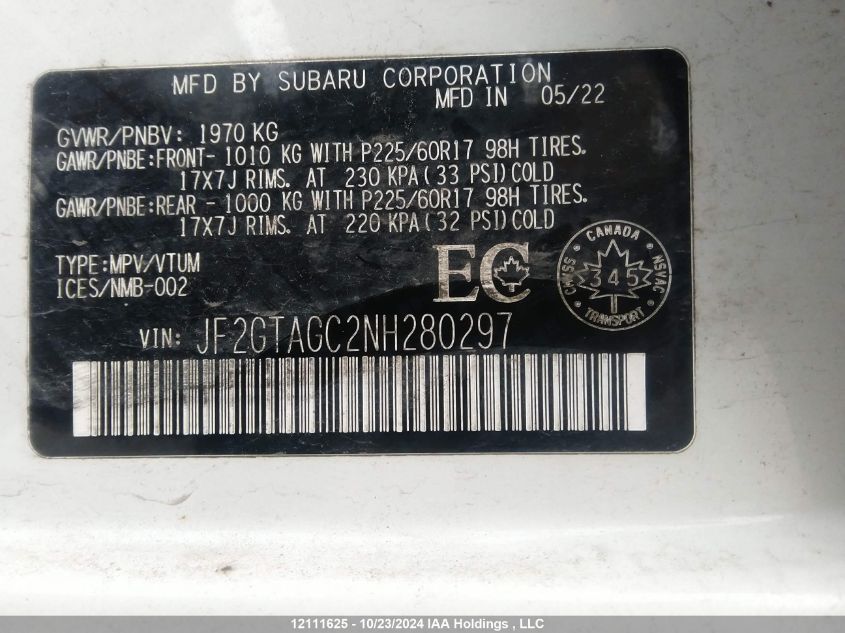 MFD BY SUBARU CORPORATION
MFD IN 05/22
GVWR/PNBV: 1970 KG
GAWR/PNBE:FRONT- 1010 KG WITH P225/60R17 98H TIRES.
17X7J RIMS. AT 230 KPA(33 PSI)COLD
GAWR/PNBE:REAR - 1000 KG WITH P225/60R17 98H TIRES.
17X7J RIMS. AT 220 KPA(32 PSI)COLD
TYPE:MPV/VTUM
ICES/NMB-002
EC
CANADA
CMVSS 345 NSVAC
TRANSPORT
VIN: JF2GTAGC2NH280297
12111625 - 10/23/2024 IAA Holdings , LLC